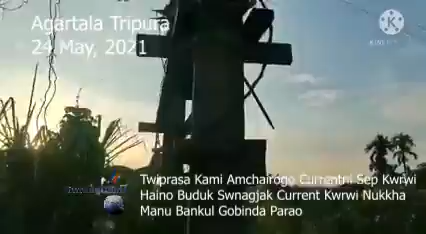 Agartala Tripura
24 May, 2021
Twiprasa Kami Amchairogo Currentni Sep Kwrwi
Haino Buduk Swnagjak Current Kwrwi Nukkha
Manu Bankul Gobinda Parao